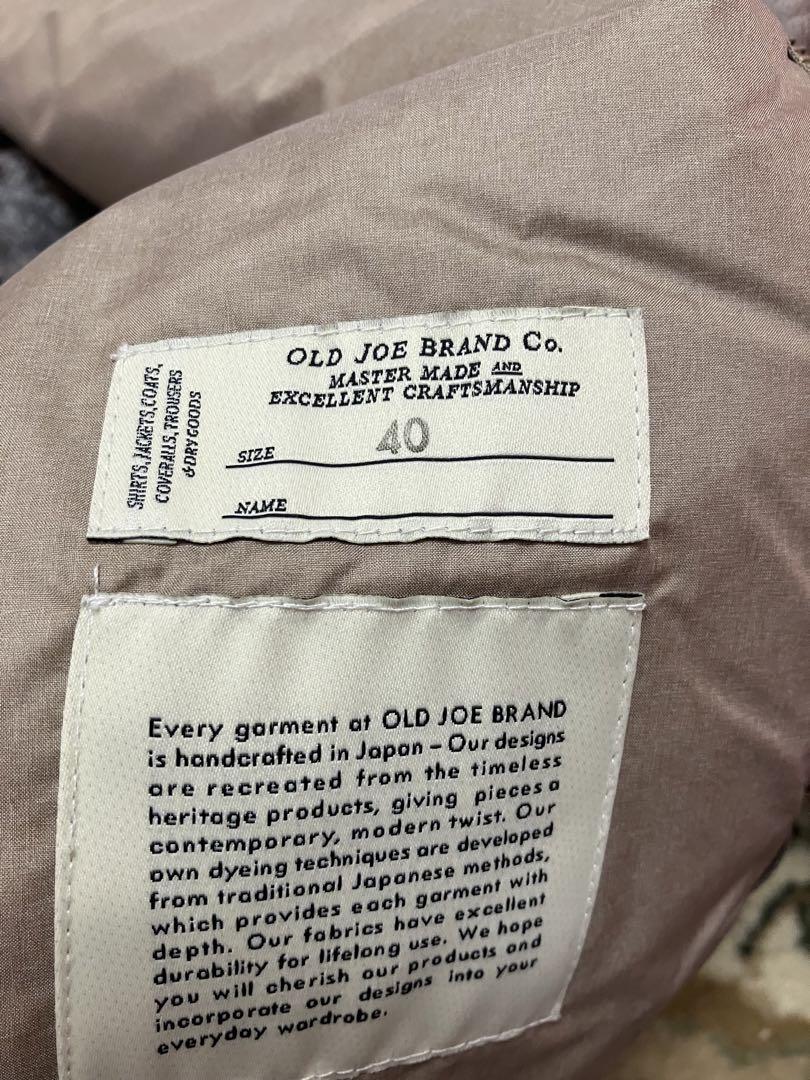 OLD JOE BRAND Co.
MASTER MADE AND
EXCELLENT CRAFTSMANSHIP
SHIRTS, JACKETS, COATS,
COVERALLS, TROUSERS
& DRY GOODS
SIZE 40
NAME
Every garment at OLD JOE BRAND
is handcrafted in Japan – Our designs
are recreated from the timeless
heritage products, giving pieces a
contemporary, modern twist. Our
own dyeing techniques are developed
from traditional Japanese methods,
which provides each garment with
depth. Our fabrics have excellent
durability for lifelong use. We hope
you will cherish our products and
incorporate our designs into your
everyday wardrobe.